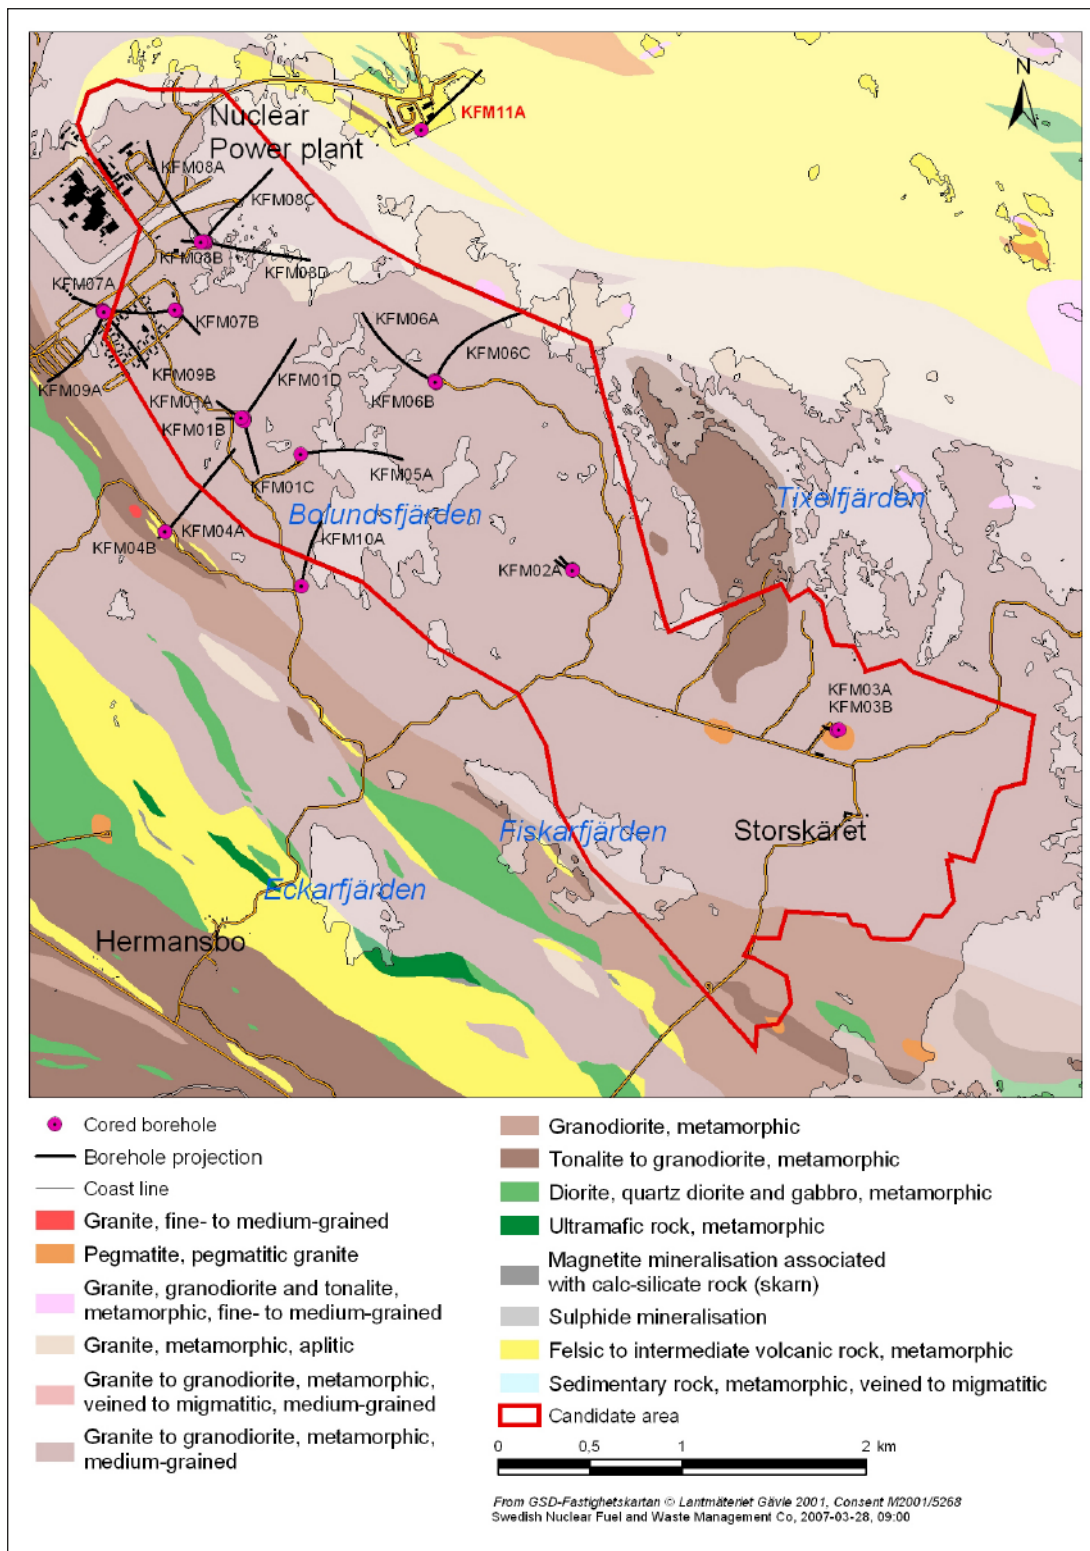 N
KFM11A
Nuclear
Power plant
KFM08A
KFM08C
KFM08B
KFM08D
KFM07A
KFM07B
KFM06A
KFM06C
KFM09A
KFM09B
KFM01D
KFM06B
KFM01A
KFM01B
KFM05A
KFM01C
Bolundsfjärden
Tixelfjärden
KFM04A
KFM04B
KFM10A
KFM02A
KFM03A
KFM03B
Fiskarfjärden
Storskäret
Eckarfjärden
Hermansbo
Cored borehole
Borehole projection
Coast line
Granite, fine- to medium-grained
Pegmatite, pegmatitic granite
Granite, granodiorite and tonalite,
metamorphic, fine- to medium-grained
Granite, metamorphic, aplitic
Granite to granodiorite, metamorphic,
veined to migmatitic, medium-grained
Granite to granodiorite, metamorphic,
medium-grained
Granodiorite, metamorphic
Tonalite to granodiorite, metamorphic
Diorite, quartz diorite and gabbro, metamorphic
Ultramafic rock, metamorphic
Magnetite mineralisation associated
with calc-silicate rock (skarn)
Sulphide mineralisation
Felsic to intermediate volcanic rock, metamorphic
Sedimentary rock, metamorphic, veined to migmatitic
Candidate area
0 0,5 1 2 km
From GSD-Fastighetskartan © Lantmäteriet Gävle 2001, Consent M2001/5268
Swedish Nuclear Fuel and Waste Management Co, 2007-03-28, 09:00